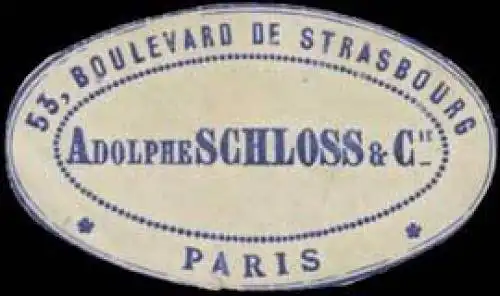 53, BOULEVARD DE STRASBOURG
ADOLPHE SCHLOSS & CIE
PARIS